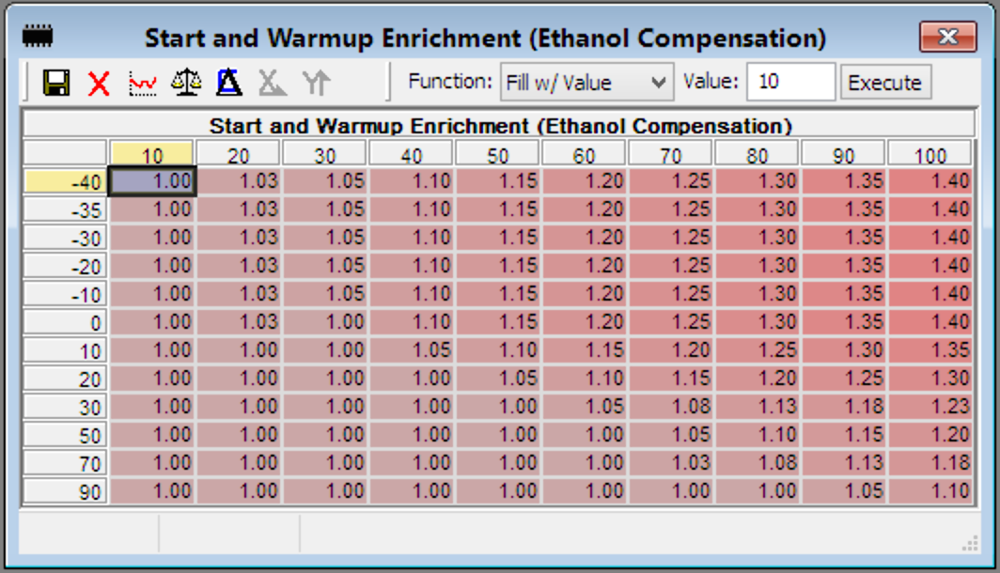 Start and Warmup Enrichment (Ethanol Compensation)
Function: Fill w/ Value Value: 10 Execute
Start and Warmup Enrichment (Ethanol Compensation)
10 20 30 40 50 60 70 80 90 100
-40 1.00 1.03 1.05 1.10 1.15 1.20 1.25 1.30 1.35 1.40
-35 1.00 1.03 1.05 1.10 1.15 1.20 1.25 1.30 1.35 1.40
-30 1.00 1.03 1.05 1.10 1.15 1.20 1.25 1.30 1.35 1.40
-20 1.00 1.03 1.05 1.10 1.15 1.20 1.25 1.30 1.35 1.40
-10 1.00 1.03 1.05 1.10 1.15 1.20 1.25 1.30 1.35 1.40
0 1.00 1.03 1.00 1.10 1.15 1.20 1.25 1.30 1.35 1.40
10 1.00 1.00 1.00 1.05 1.10 1.15 1.20 1.25 1.30 1.35
20 1.00 1.00 1.00 1.00 1.05 1.10 1.15 1.20 1.25 1.30
30 1.00 1.00 1.00 1.00 1.00 1.05 1.08 1.13 1.18 1.23
50 1.00 1.00 1.00 1.00 1.00 1.00 1.05 1.10 1.15 1.20
70 1.00 1.00 1.00 1.00 1.00 1.00 1.03 1.08 1.13 1.18
90 1.00 1.00 1.00 1.00 1.00 1.00 1.00 1.00 1.05 1.10